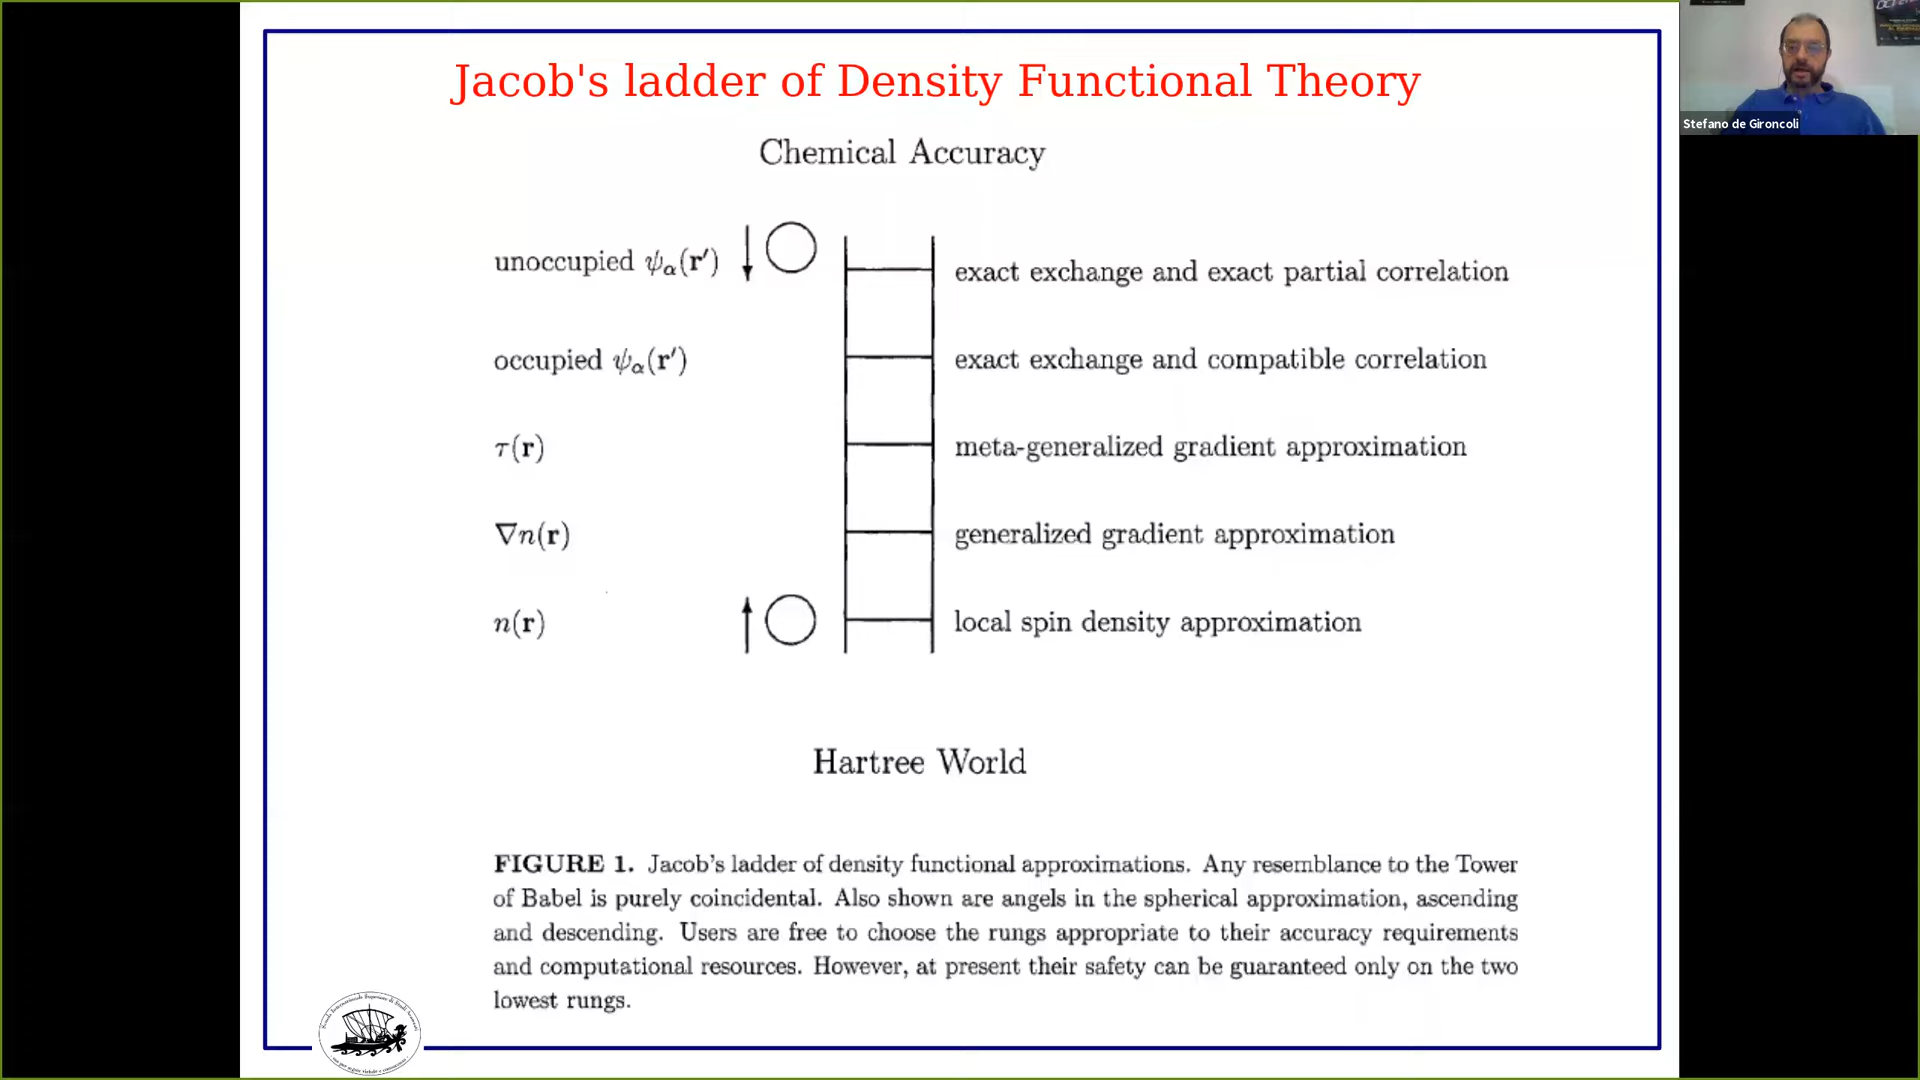 Jacob's ladder of Density Functional Theory
Stefano de Gironcoli
Chemical Accuracy
unoccupied ψα(r′)
exact exchange and exact partial correlation
occupied ψα(r′)
exact exchange and compatible correlation
τ(r)
meta-generalized gradient approximation
∇n(r)
generalized gradient approximation
n(r)
local spin density approximation
Hartree World
FIGURE 1. Jacob's ladder of density functional approximations. Any resemblance to the Tower
of Babel is purely coincidental. Also shown are angels in the spherical approximation, ascending
and descending. Users are free to choose the rungs appropriate to their accuracy requirements
and computational resources. However, at present their safety can be guaranteed only on the two
lowest rungs.